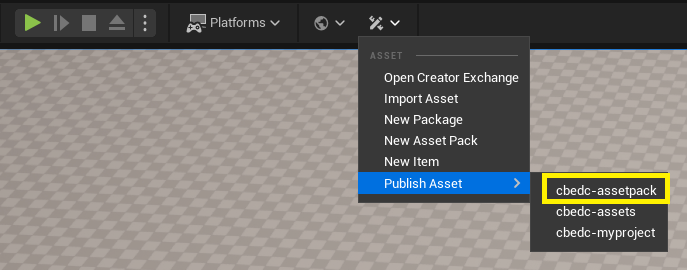 Platforms
ASSET
Open Creator Exchange
Import Asset
New Package
New Asset Pack
New Item
Publish Asset
cbedc-assetpack
cbedc-assets
cbedc-myproject